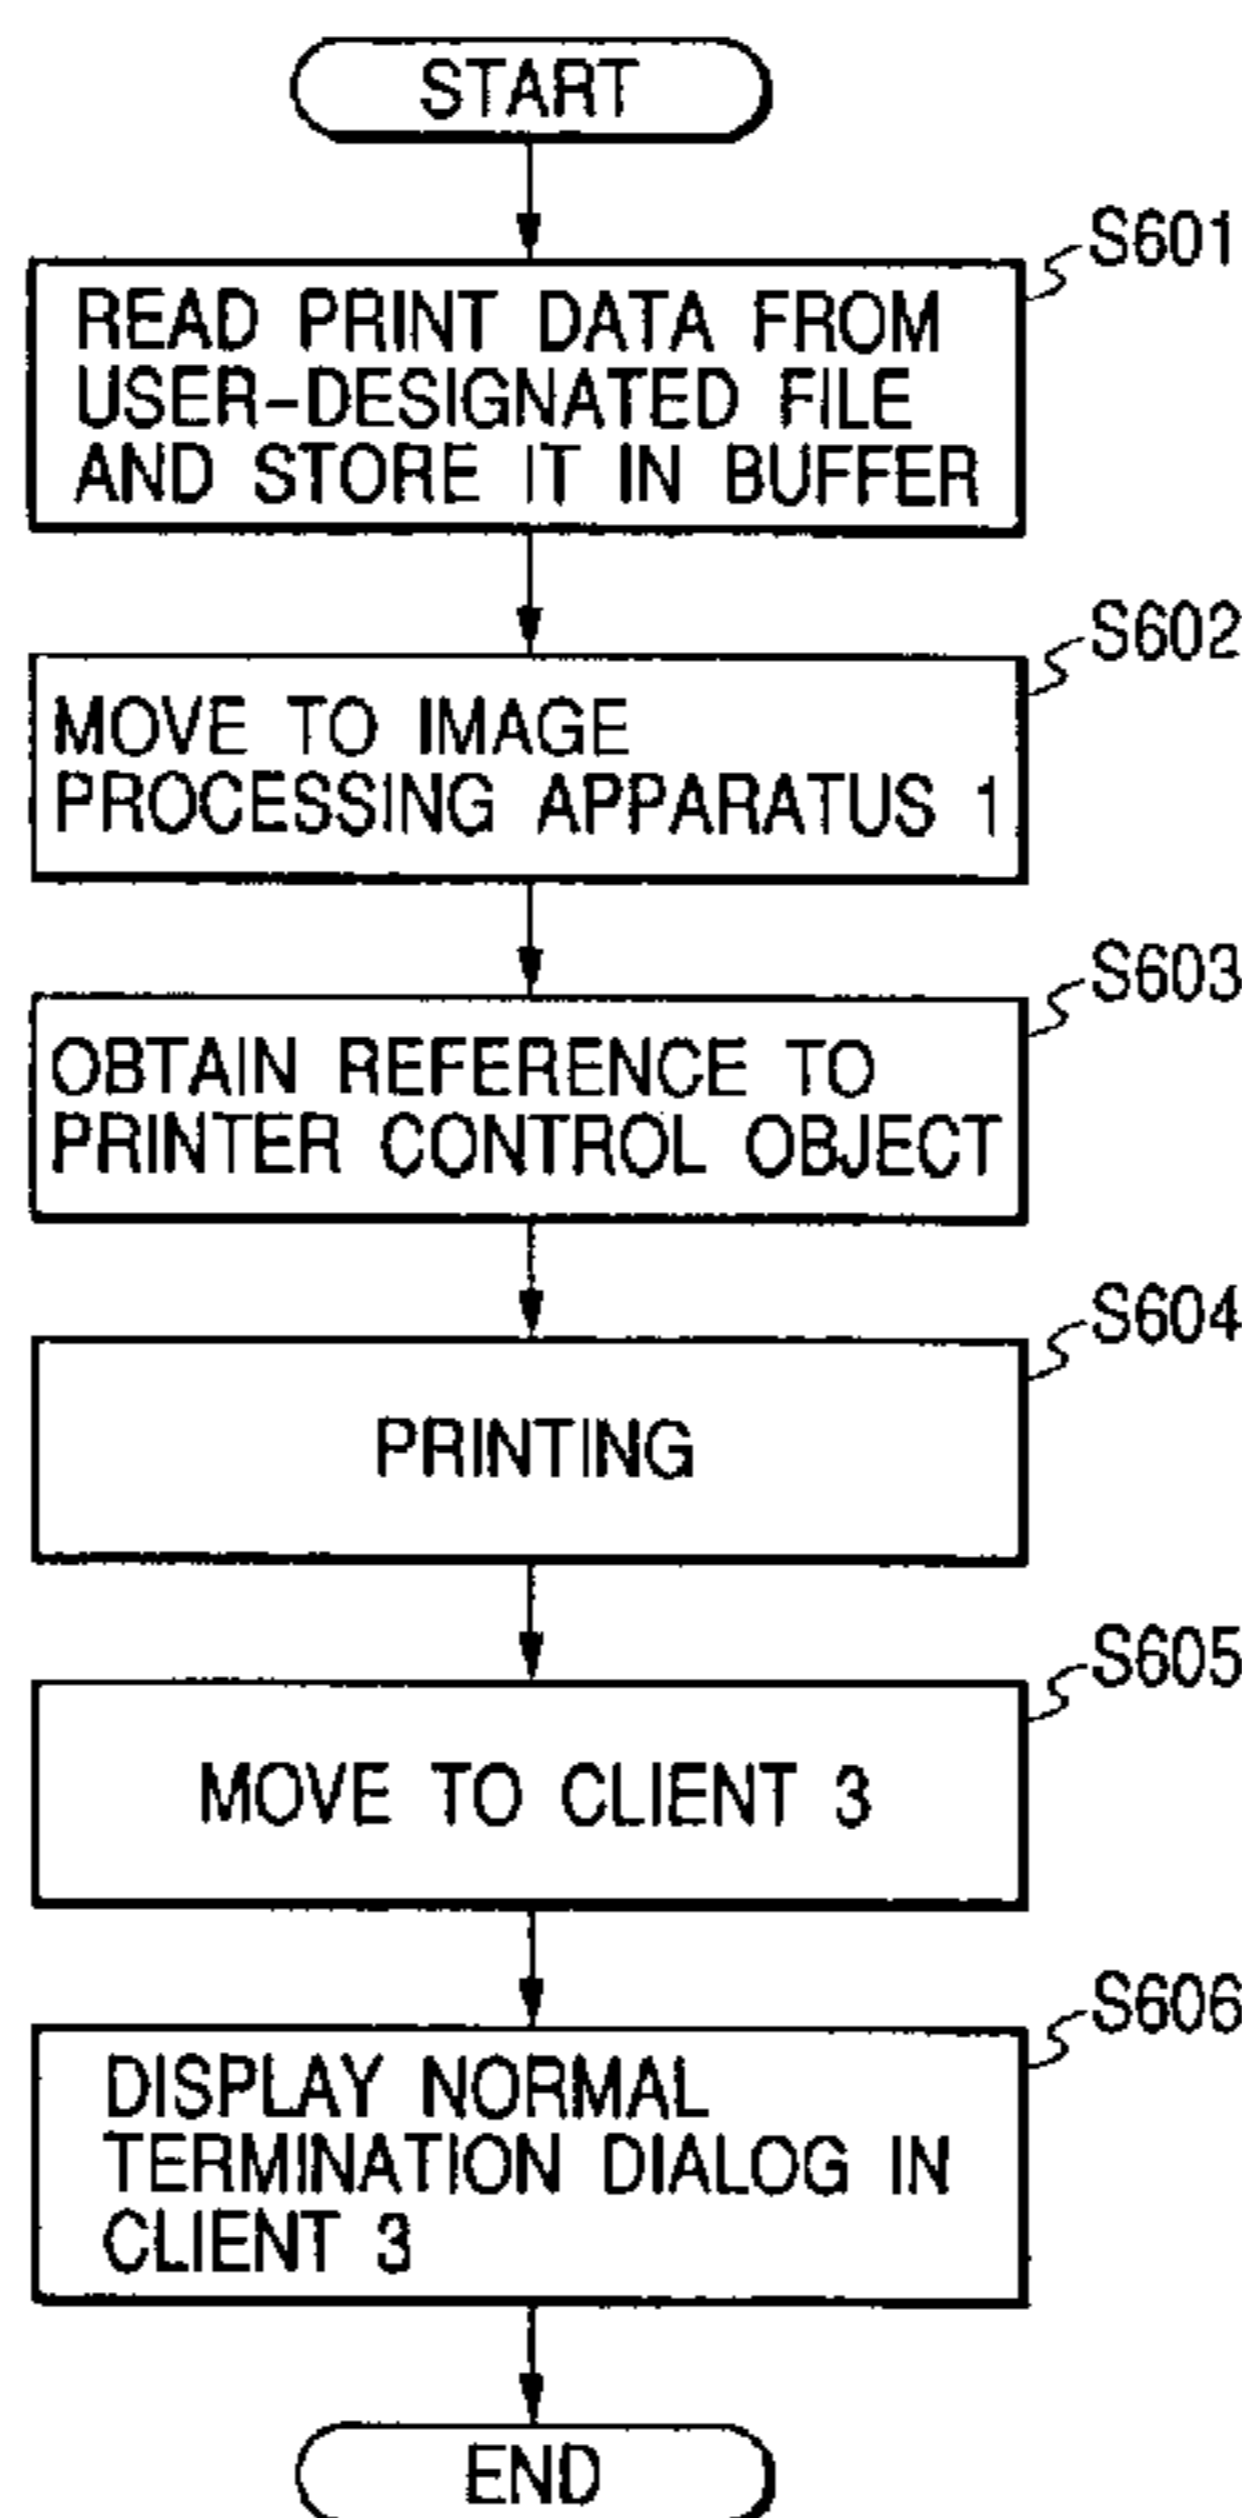 START
S601
READ PRINT DATA FROM
USER-DESIGNATED FILE
AND STORE IT IN BUFFER
S602
MOVE TO IMAGE
PROCESSING APPARATUS 1
S603
OBTAIN REFERENCE TO
PRINTER CONTROL OBJECT
S604
PRINTING
S605
MOVE TO CLIENT 3
S606
DISPLAY NORMAL
TERMINATION DIALOG IN
CLIENT 3
END